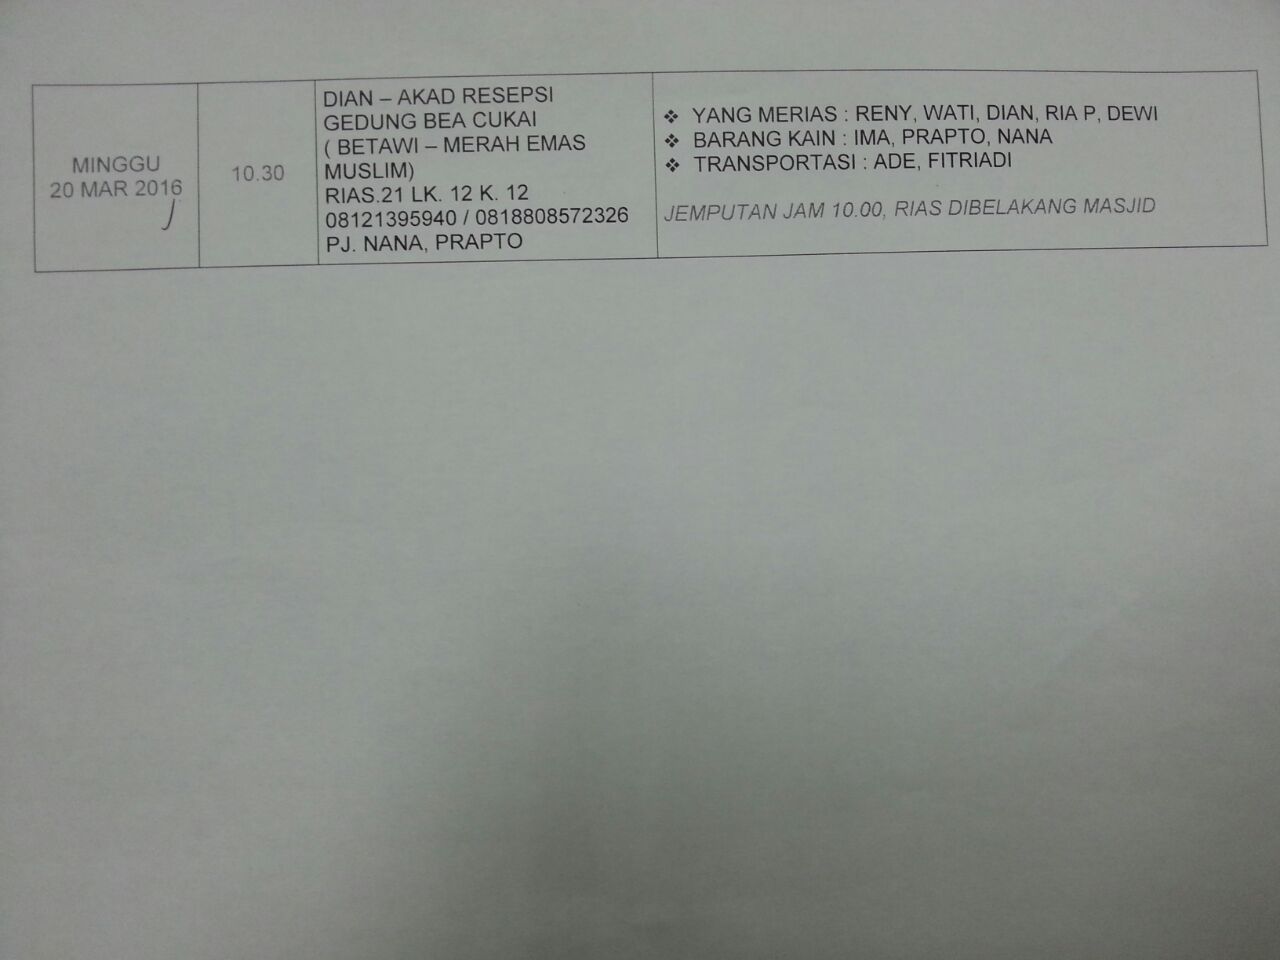 MINGGU
20 MAR 2016
10.30
DIAN – AKAD RESEPSI
GEDUNG BEA CUKAI
( BETAWI – MERAH EMAS
MUSLIM)
RIAS.21 LK. 12 K. 12
08121395940 / 0818808572326
PJ. NANA, PRAPTO
❖ YANG MERIAS : RENY, WATI, DIAN, RIA P, DEWI
❖ BARANG KAIN : IMA, PRAPTO, NANA
❖ TRANSPORTASI : ADE, FITRIADI
JEMPUTAN JAM 10.00, RIAS DIBELAKANG MASJID